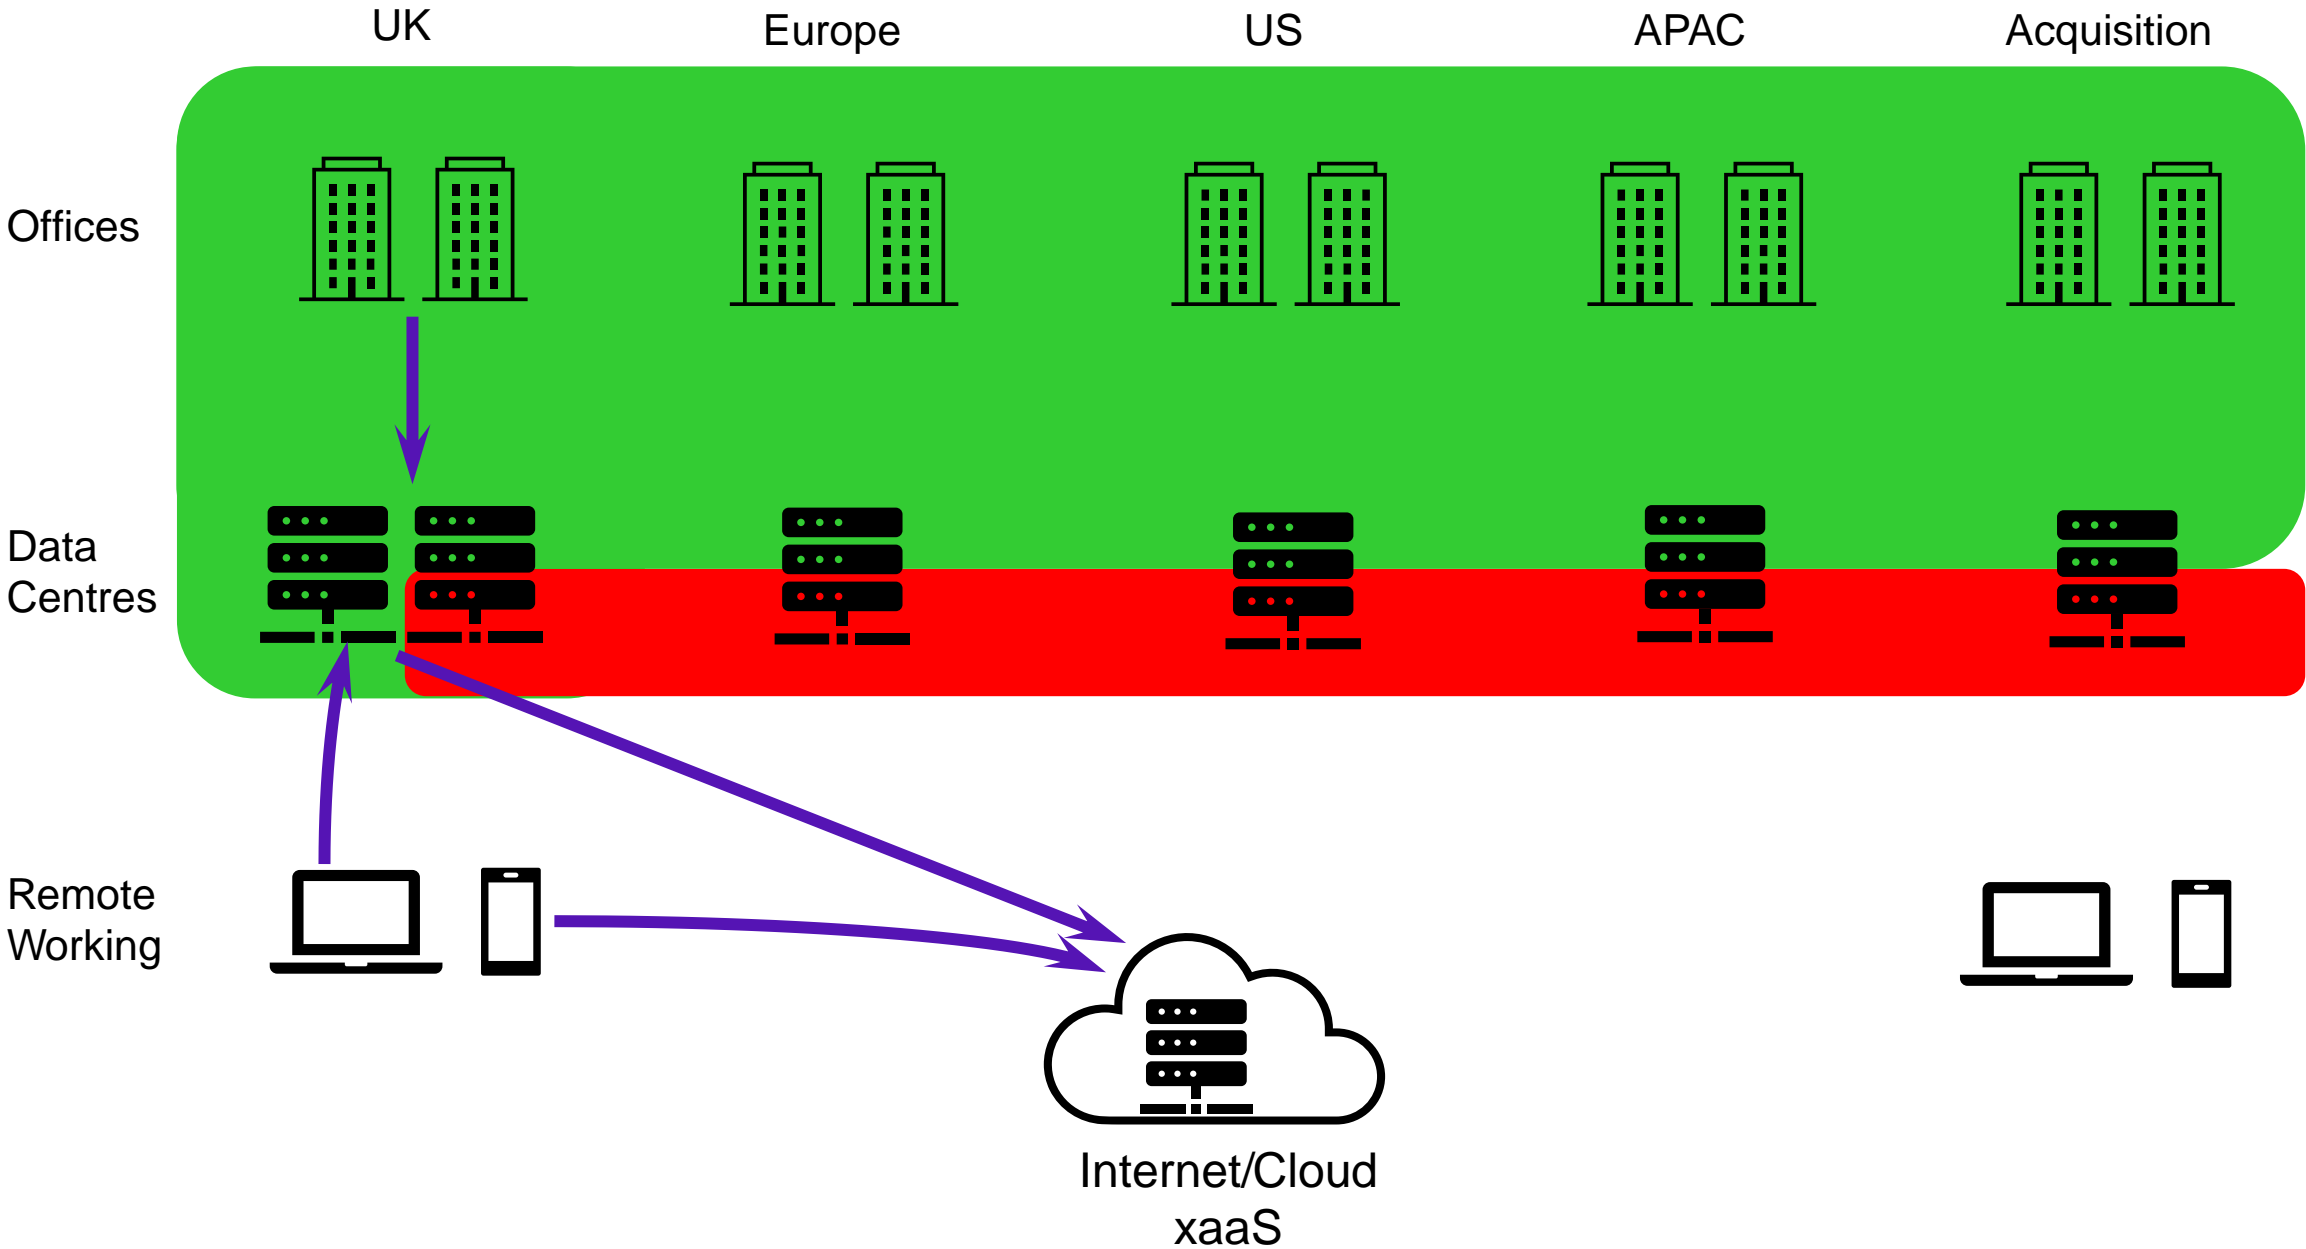 UK
Europe
US
APAC
Acquisition
Offices
Data
Centres
Remote
Working
Internet/Cloud
xaaS